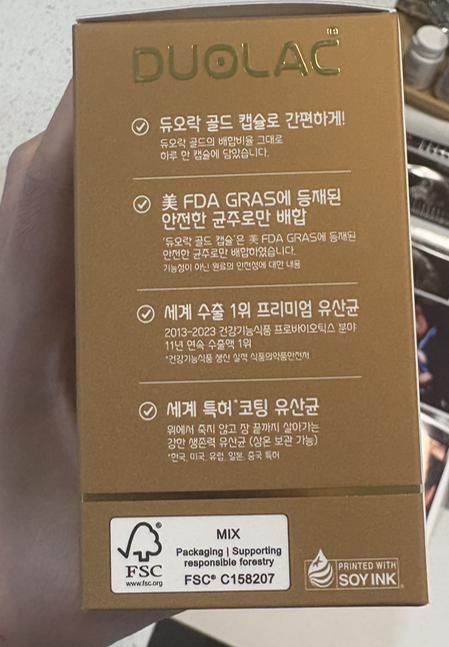 DUOLAC
듀오락 골드 캡슐로 간편하게!
듀오락 골드의 배합비율 그대로
하루 한 캡슐에 담았습니다.
美 FDA GRAS에 등재된
안전한 균주로만 배합
'듀오락 골드 캡슐'은 美 FDA GRAS에 등재된
안전한 균주로만 배합하였습니다.
기능성이 아닌 원료의 안전성에 대한 내용
세계 수출 1위 프리미엄 유산균
2013-2023 건강기능식품 프로바이오틱스 분야
11년 연속 수출액 1위
*건강기능식품 생산 실적 식품의약품안전처
세계 특허*코팅 유산균
위에서 죽지 않고 장 끝까지 살아가는
강한 생존력 유산균 (상온 보관 가능)
*한국, 미국, 유럽, 일본, 중국 특허
FSC
www.fsc.org
MIX
Packaging | Supporting
responsible forestry
FSC® C158207
PRINTED WITH
SOY INK